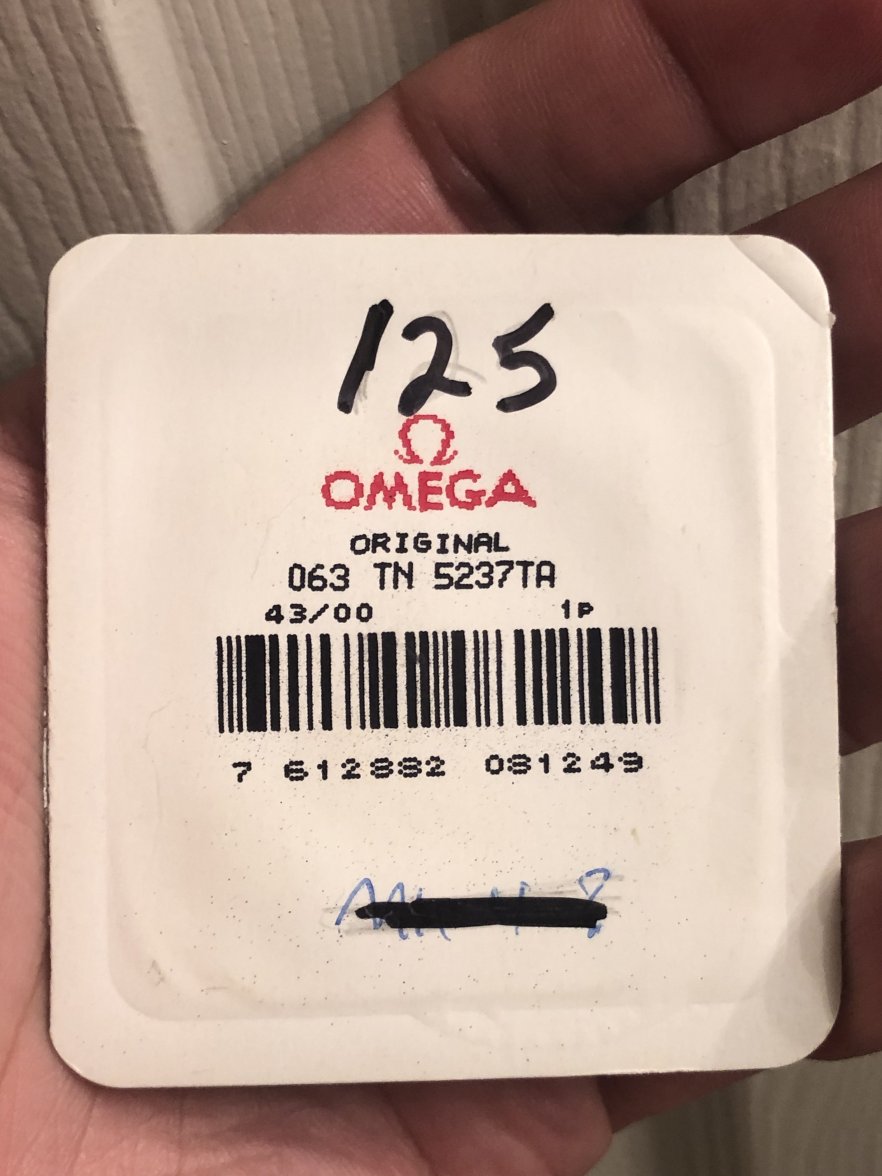 125
Ω
OMEGA
ORIGINAL
063 TN 5237TA
43/00 1P
7 612882 081249